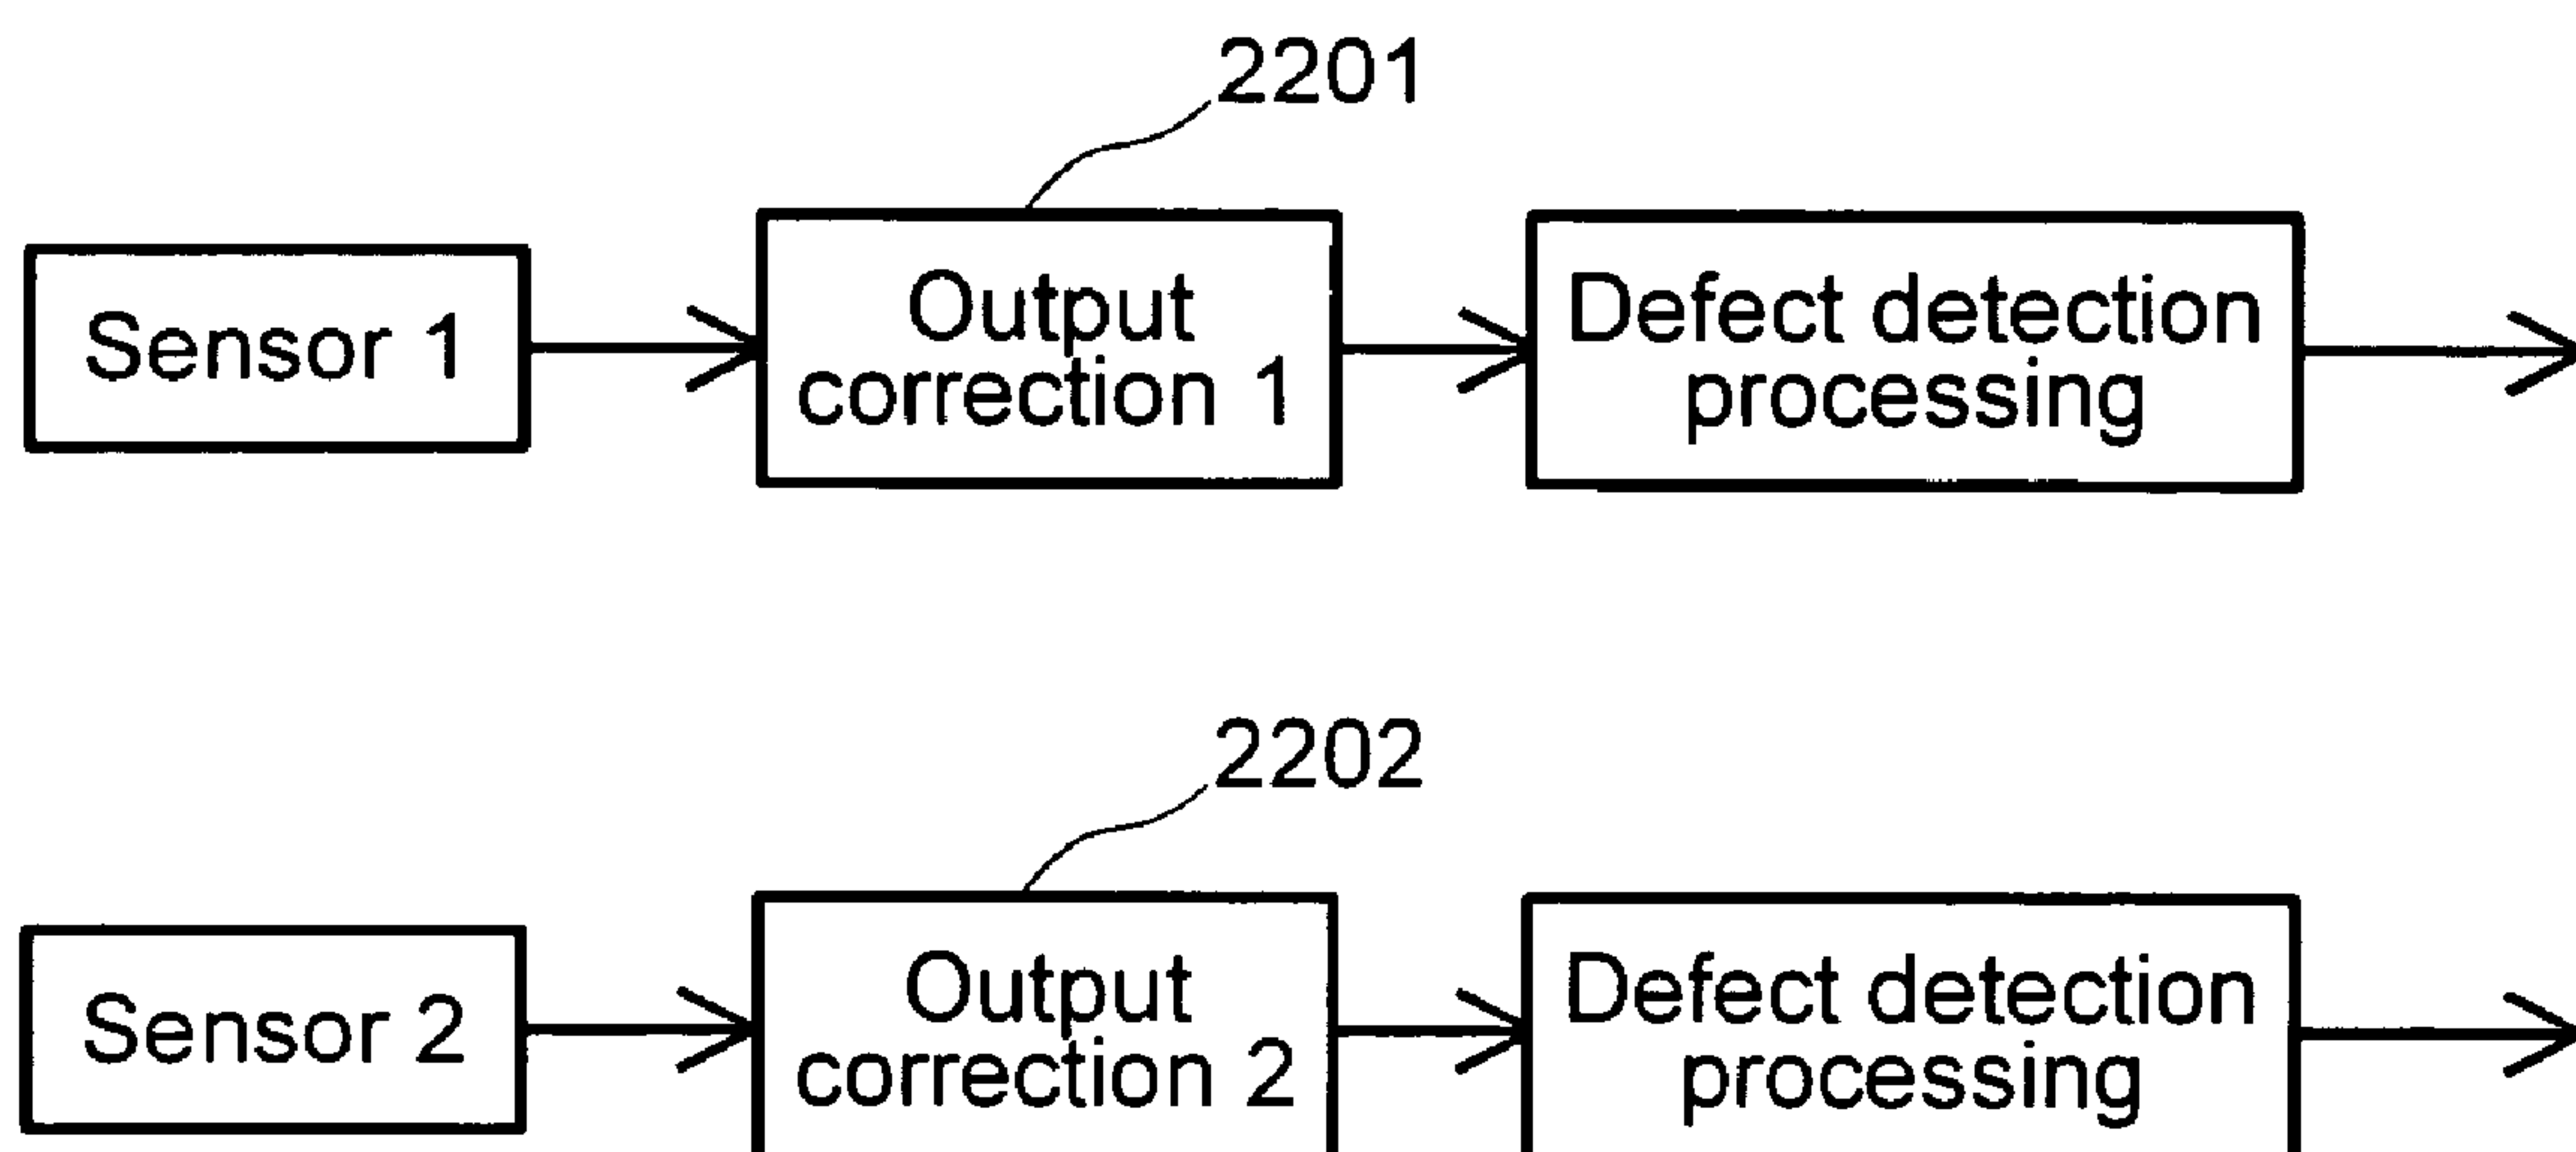 2201
Sensor 1
Output
correction 1
Defect detection
processing
2202
Sensor 2
Output
correction 2
Defect detection
processing